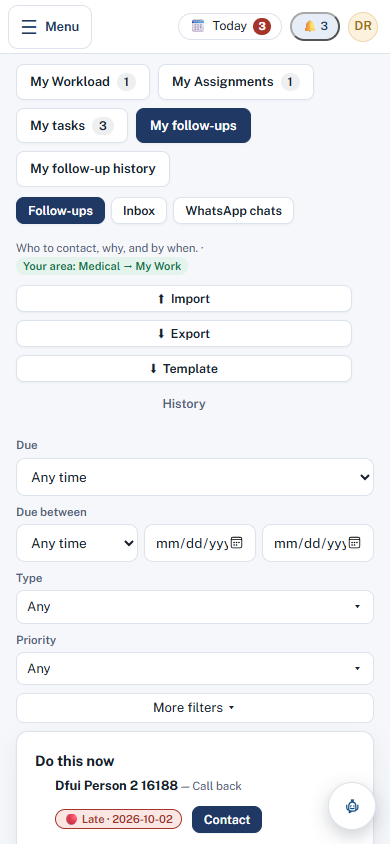 Menu
Today 3
3
DR
My Workload 1
My Assignments 1
My tasks 3
My follow-ups
My follow-up history
Follow-ups
Inbox
WhatsApp chats
Who to contact, why, and by when. ·
Your area: Medical → My Work
⬆ Import
⬇ Export
⬇ Template
History
Due
Any time
Due between
Any time
mm/dd/yyy
mm/dd/yyy
Type
Any
Priority
Any
More filters
Do this now
Dfui Person 2 16188 — Call back
Late · 2026-10-02
Contact